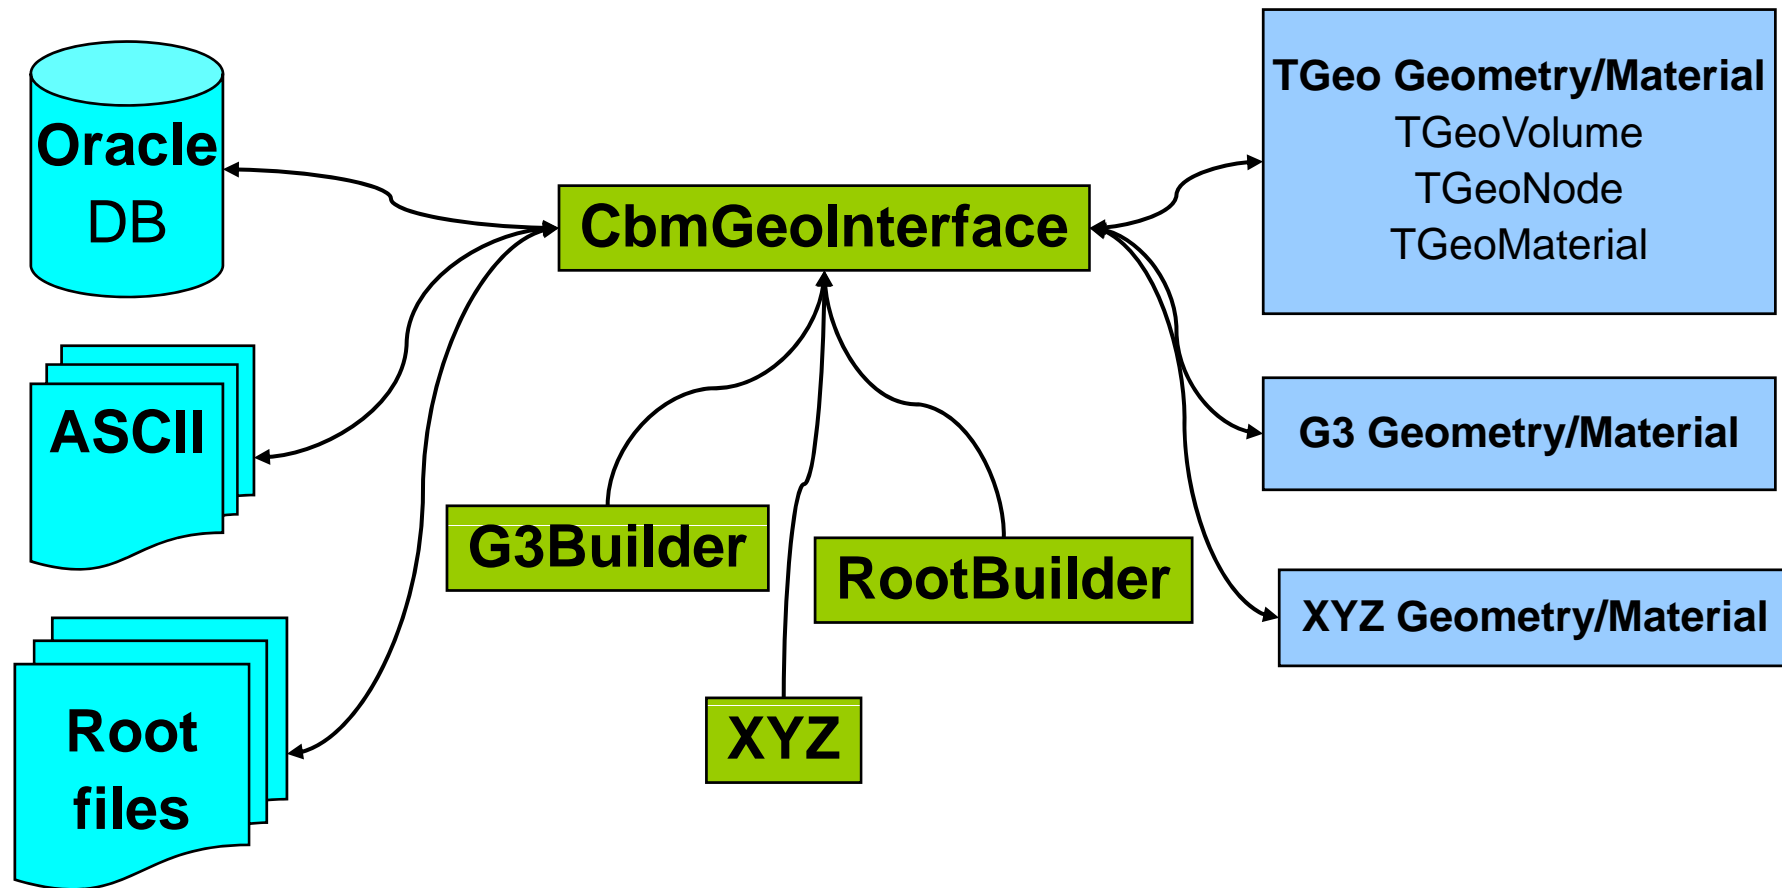 Oracle
DB
ASCII
Root
files
CbmGeoInterface
G3Builder
RootBuilder
XYZ
TGeo Geometry/Material
TGeoVolume
TGeoNode
TGeoMaterial
G3 Geometry/Material
XYZ Geometry/Material